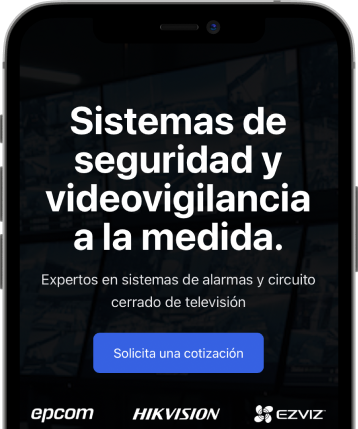 Sistemas de
seguridad y
videovigilancia
a la medida.
Expertos en sistemas de alarmas y circuito
cerrado de televisión
Solicita una cotización
epcom HIKVISION EZVIZ